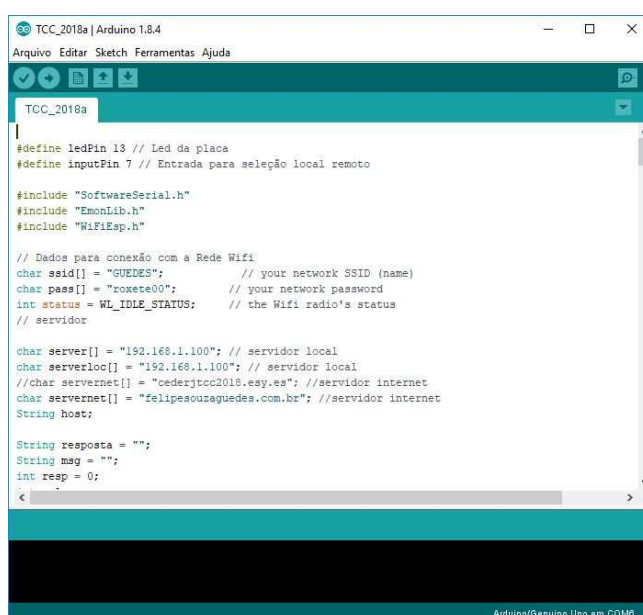 TCC_2018a | Arduino 1.8.4
Arquivo Editar Sketch Ferramentas Ajuda
TCC_2018a
#define ledPin 13 // Led da placa
#define inputPin 7 // Entrada para seleção local remoto
#include "SoftwareSerial.h"
#include "EmonLib.h"
#include "WiFiEsp.h"
// Dados para conexão com a Rede Wifi
char ssid[] = "GUEDES"; // your network SSID (name)
char pass[] = "roxete00"; // your network password
int status = WL_IDLE_STATUS; // the Wifi radio's status
// servidor
char server[] = "192.168.1.100"; // servidor local
char serverloc[] = "192.168.1.100"; // servidor local
//char servernet[] = "cederjtcc2018.esy.es"; //servidor internet
char servernet[] = "felipesouzaguedes.com.br"; //servidor internet
String host;
String resposta = "";
String msg = "";
int resp = 0;
Arduino/Genuino Uno em COM6